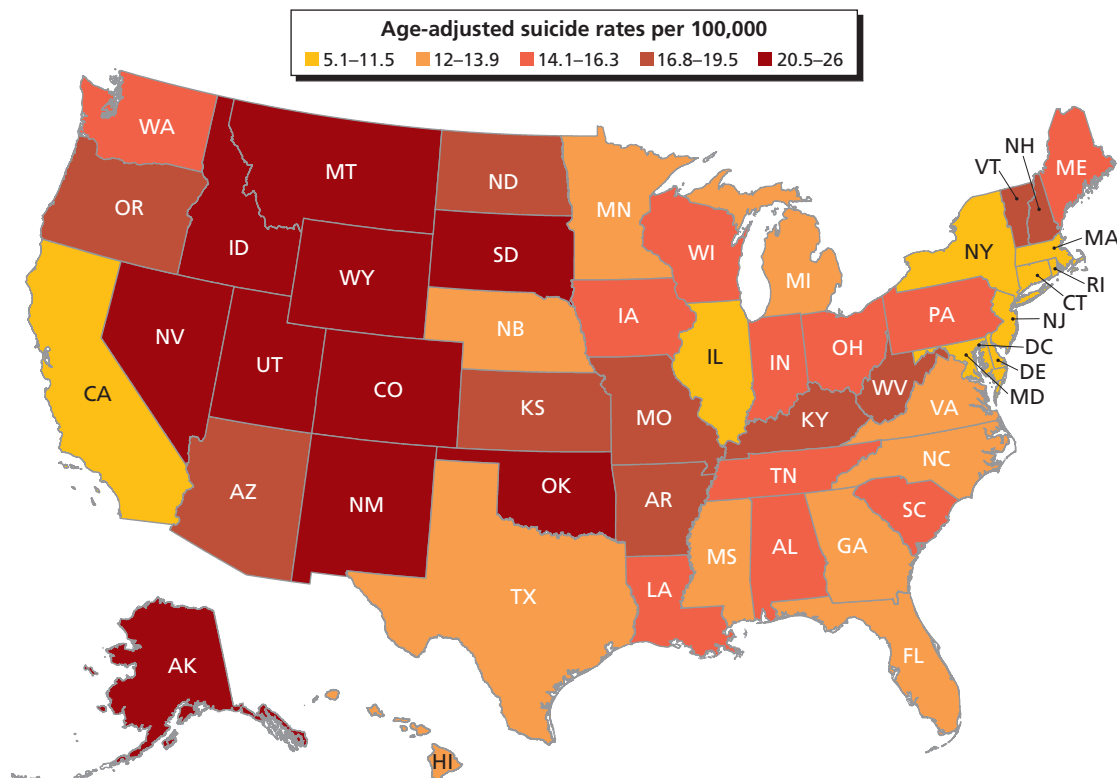 Age-adjusted suicide rates per 100,000
5.1–11.5 12–13.9 14.1–16.3 16.8–19.5 20.5–26
WA
MT
ND
MN
VT
NH
ME
OR
ID
WY
SD
WI
MI
NY
MA
RI
CT
NJ
DC
DE
MD
NV
UT
CO
NB
IA
IL
IN
OH
PA
CA
KS
MO
KY
WV
VA
AZ
NM
OK
AR
TN
NC
SC
TX
LA
MS
AL
GA
FL
AK
HI